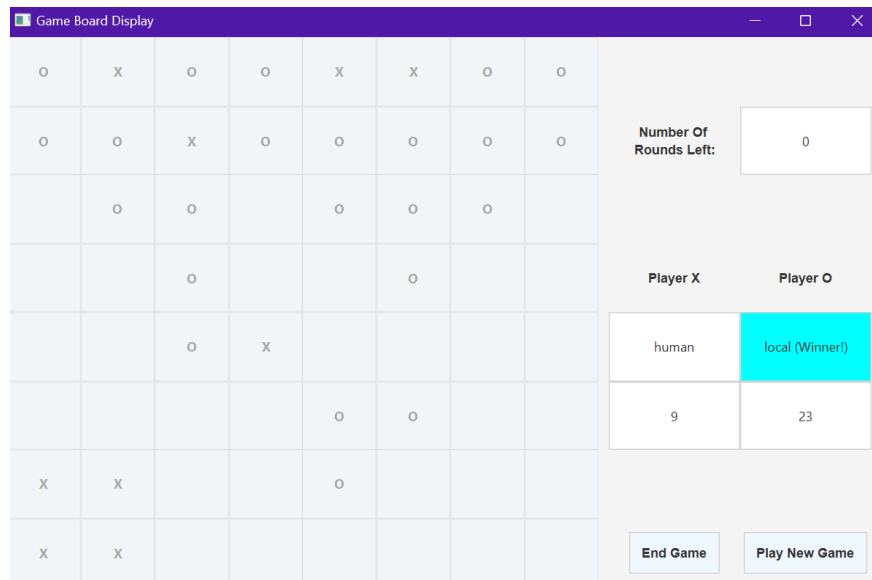 Game Board Display
O X O O X X O O
O O X O O O O O
Number Of
Rounds Left:
0
O O O O O
O O
Player X
Player O
O X
human
local (Winner!)
O O
9
23
X X O
X X
End Game
Play New Game